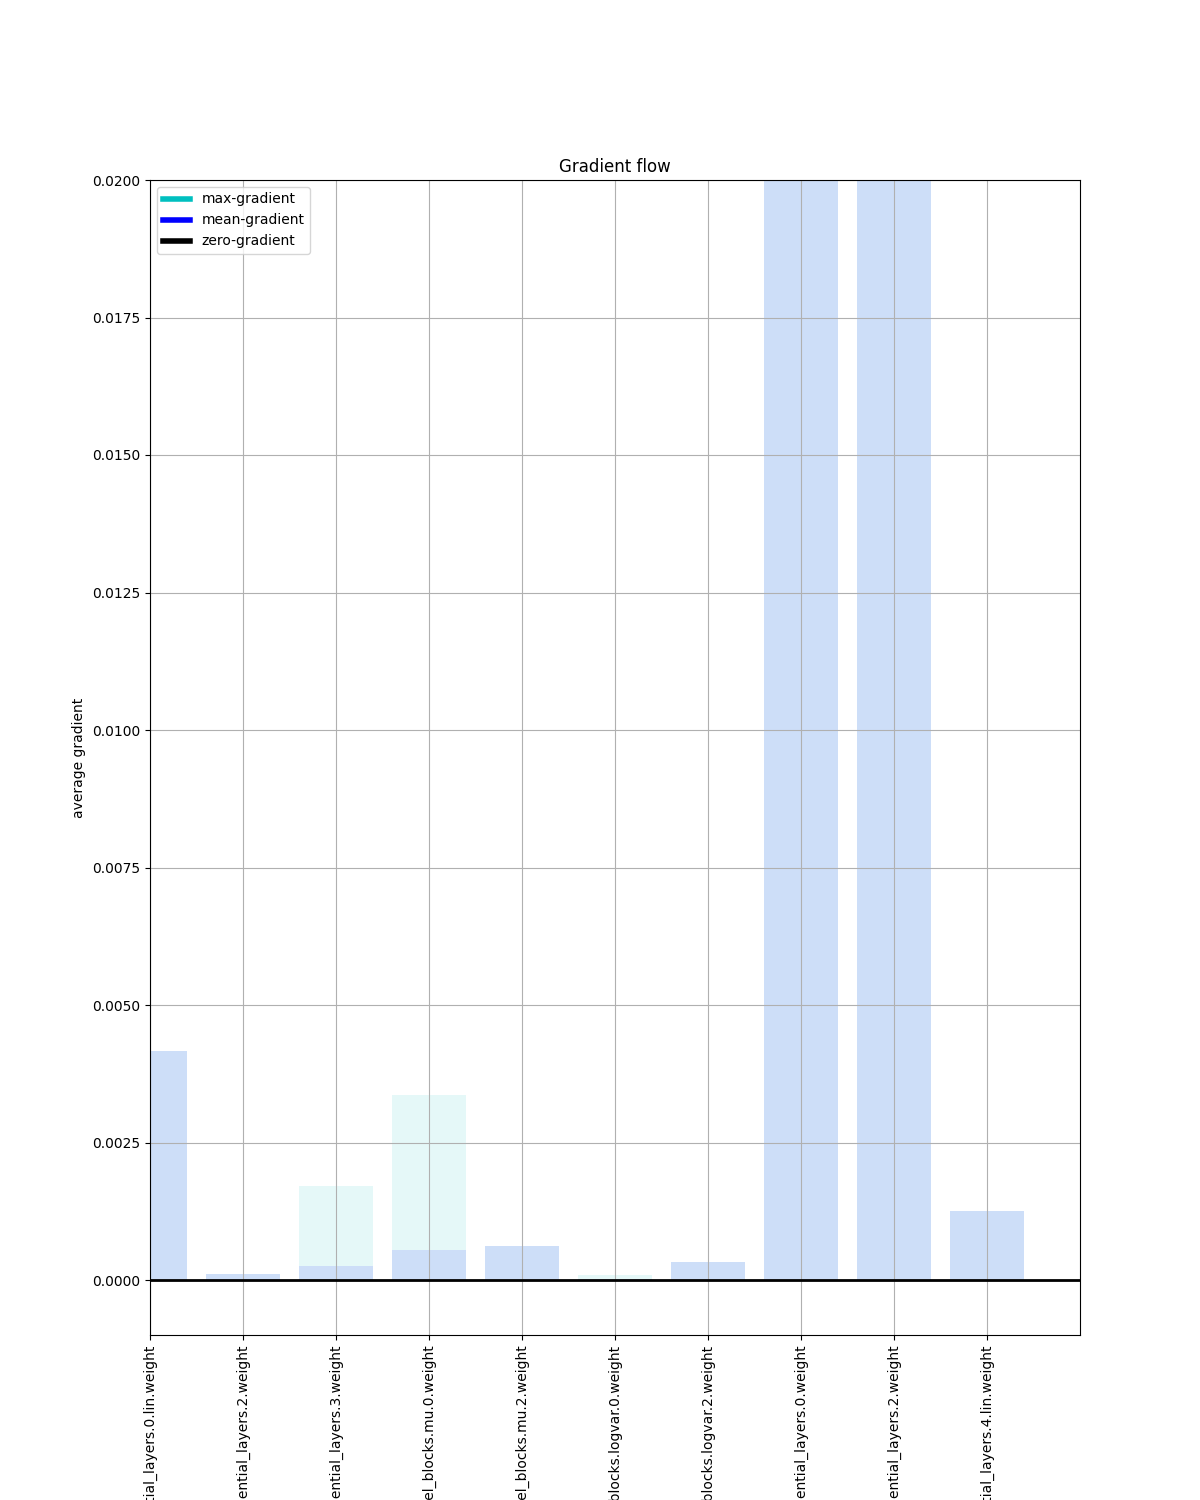 Gradient flow
max-gradient
mean-gradient
zero-gradient
0.0200
0.0175
0.0150
0.0125
0.0100
0.0075
0.0050
0.0025
0.0000
average gradient
tial_layers.0.lin.weight
ential_layers.2.weight
ential_layers.3.weight
el_blocks.mu.0.weight
el_blocks.mu.2.weight
blocks.logvar.0.weight
blocks.logvar.2.weight
ential_layers.0.weight
ential_layers.2.weight
tial_layers.4.lin.weight